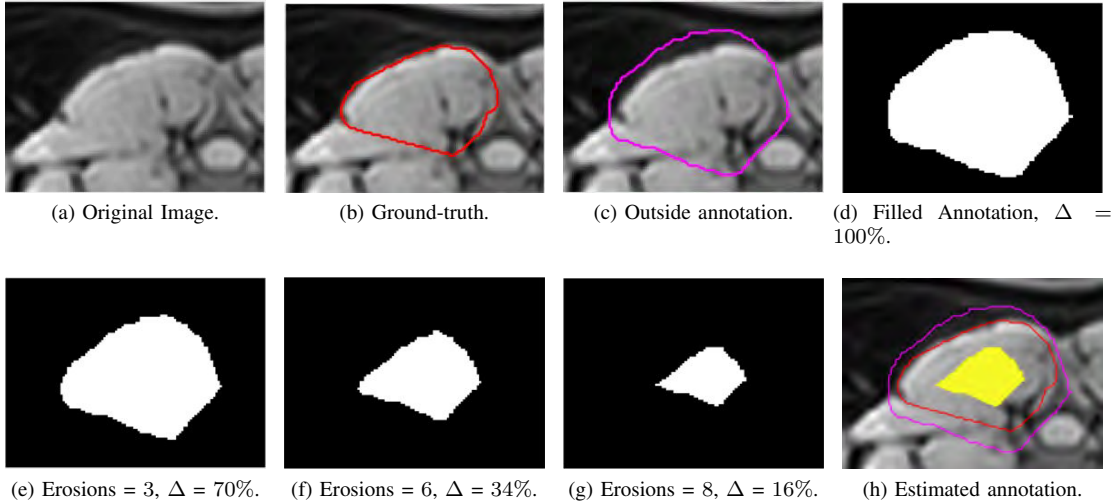 (a) Original Image.
(b) Ground-truth.
(c) Outside annotation.
(d) Filled Annotation, Δ =
100%.
(e) Erosions = 3, Δ = 70%.
(f) Erosions = 6, Δ = 34%.
(g) Erosions = 8, Δ = 16%.
(h) Estimated annotation.